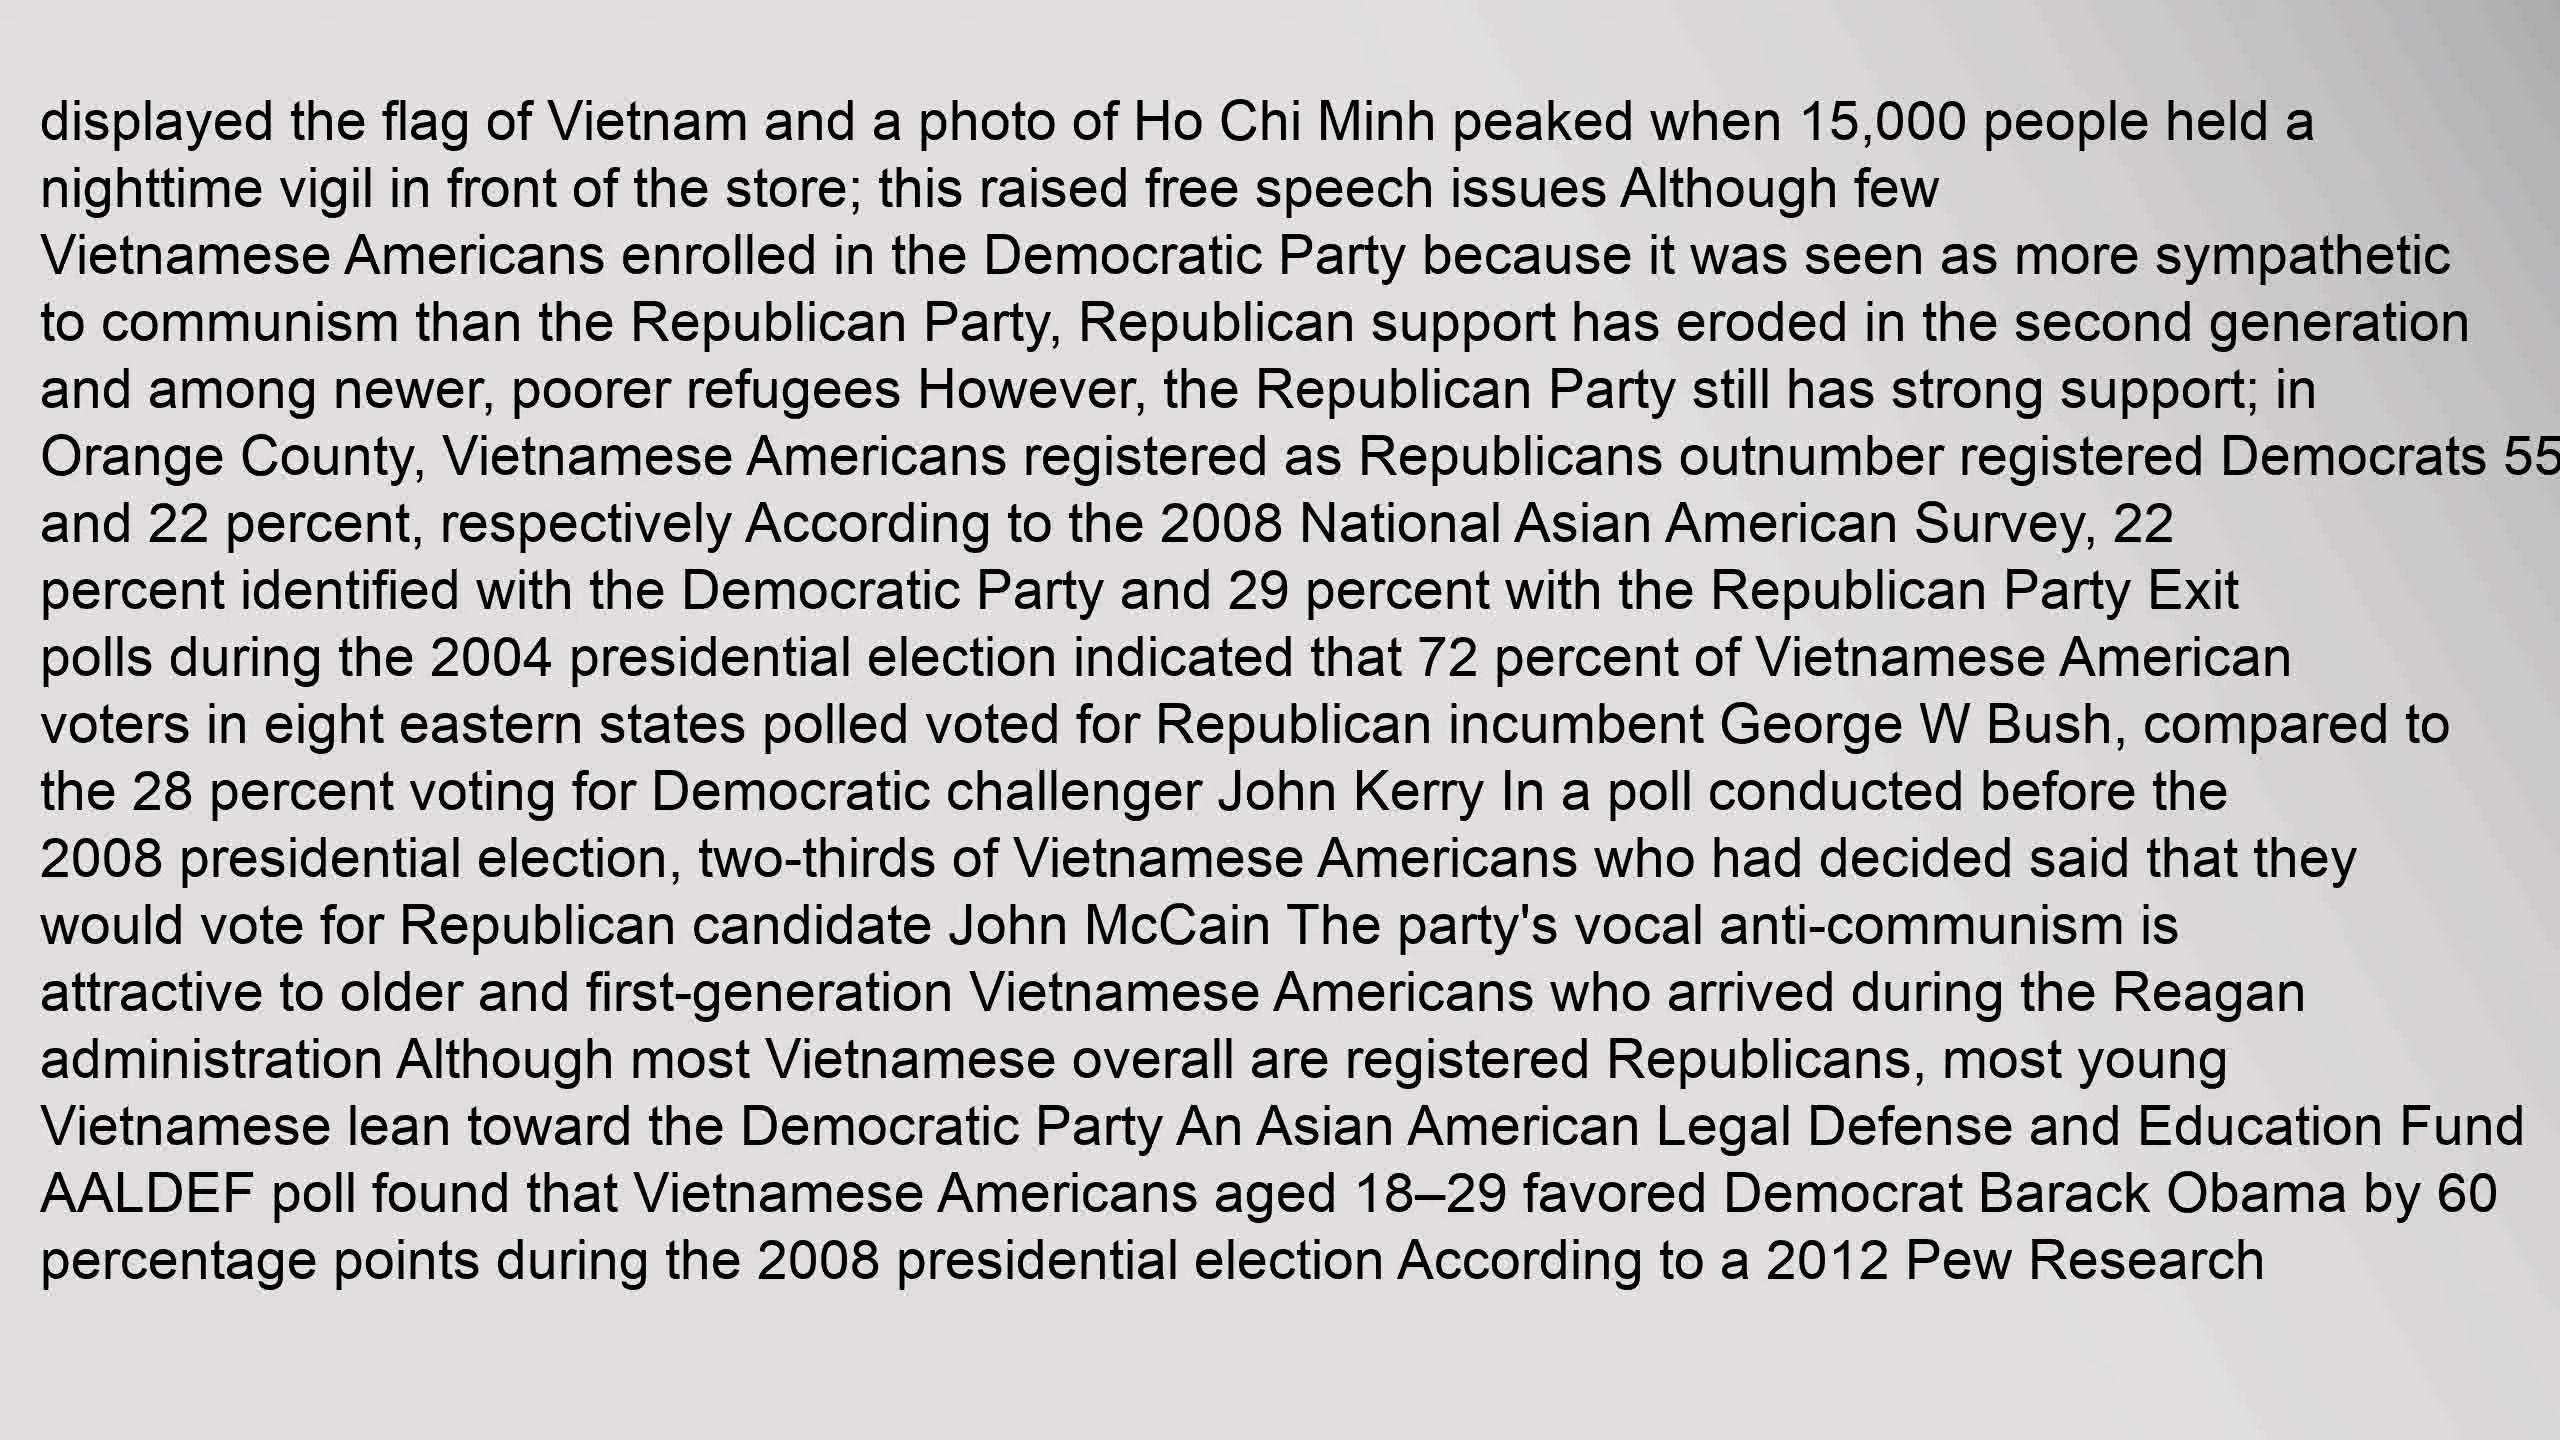 displayed the flag of Vietnam and a photo of Ho Chi Minh peaked when 15,000 people held a
nighttime vigil in front of the store; this raised free speech issues Although few
Vietnamese Americans enrolled in the Democratic Party because it was seen as more sympathetic
to communism than the Republican Party, Republican support has eroded in the second generation
and among newer, poorer refugees However, the Republican Party still has strong support; in
Orange County, Vietnamese Americans registered as Republicans outnumber registered Democrats 55
and 22 percent, respectively According to the 2008 National Asian American Survey, 22
percent identified with the Democratic Party and 29 percent with the Republican Party Exit
polls during the 2004 presidential election indicated that 72 percent of Vietnamese American
voters in eight eastern states polled voted for Republican incumbent George W Bush, compared to
the 28 percent voting for Democratic challenger John Kerry In a poll conducted before the
2008 presidential election, two-thirds of Vietnamese Americans who had decided said that they
would vote for Republican candidate John McCain The party's vocal anti-communism is
attractive to older and first-generation Vietnamese Americans who arrived during the Reagan
administration Although most Vietnamese overall are registered Republicans, most young
Vietnamese lean toward the Democratic Party An Asian American Legal Defense and Education Fund
AALDEF poll found that Vietnamese Americans aged 18–29 favored Democrat Barack Obama by 60
percentage points during the 2008 presidential election According to a 2012 Pew Research